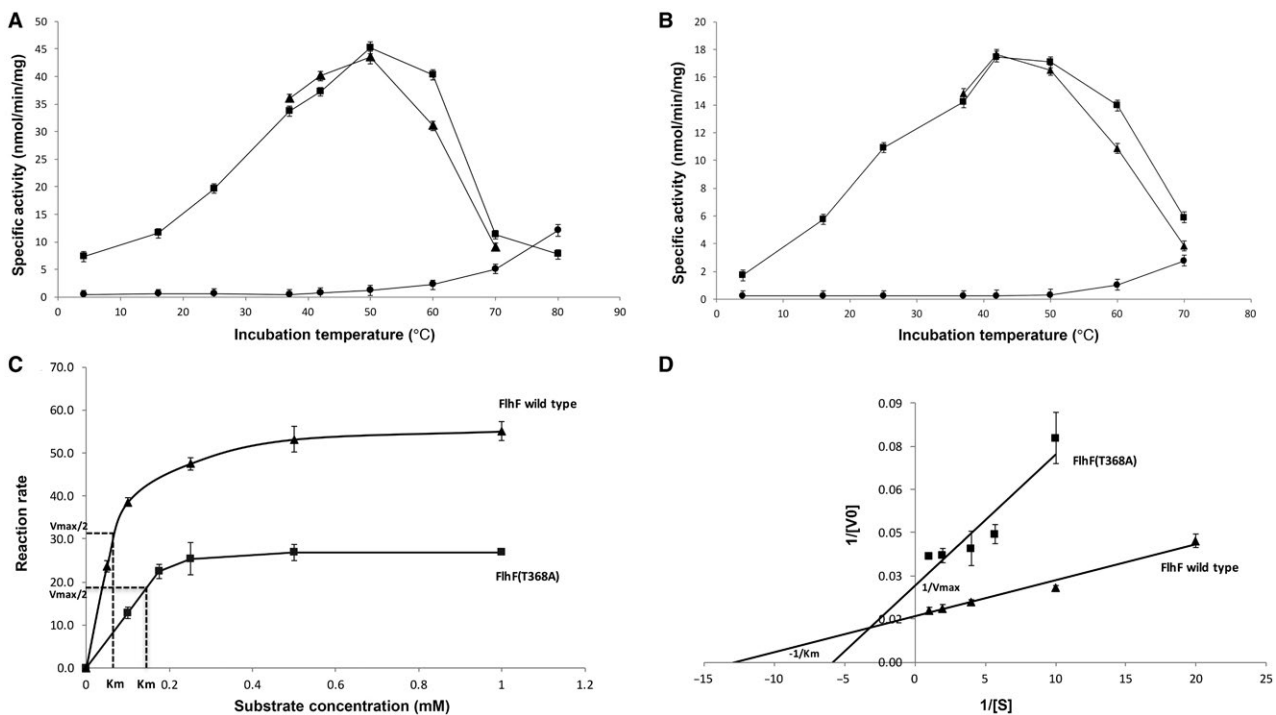 A
Specific activity (nmol/min/mg)
50
45
40
35
30
25
20
15
10
5
0
0 10 20 30 40 50 60 70 80 90
Incubation temperature (°C)
B
Specific activity (nmol/min/mg)
20
18
16
14
12
10
8
6
4
2
0
0 10 20 30 40 50 60 70 80
Incubation temperature (°C)
C
Reaction rate
70.0
60.0
50.0
40.0
30.0
20.0
10.0
0.0
FlhF wild type
Vmax/2
Vmax/2
FlhF(T368A)
0 Km Km 0.2 0.4 0.6 0.8 1 1.2
Substrate concentration (mM)
D
1/[V0]
0.09
0.08
0.06
0.05
0.03
0.02
0.00
FlhF(T368A)
FlhF wild type
1/Vmax
-1/Km
−15 −10 −5 0 5 10 15 20 25
1/[S]